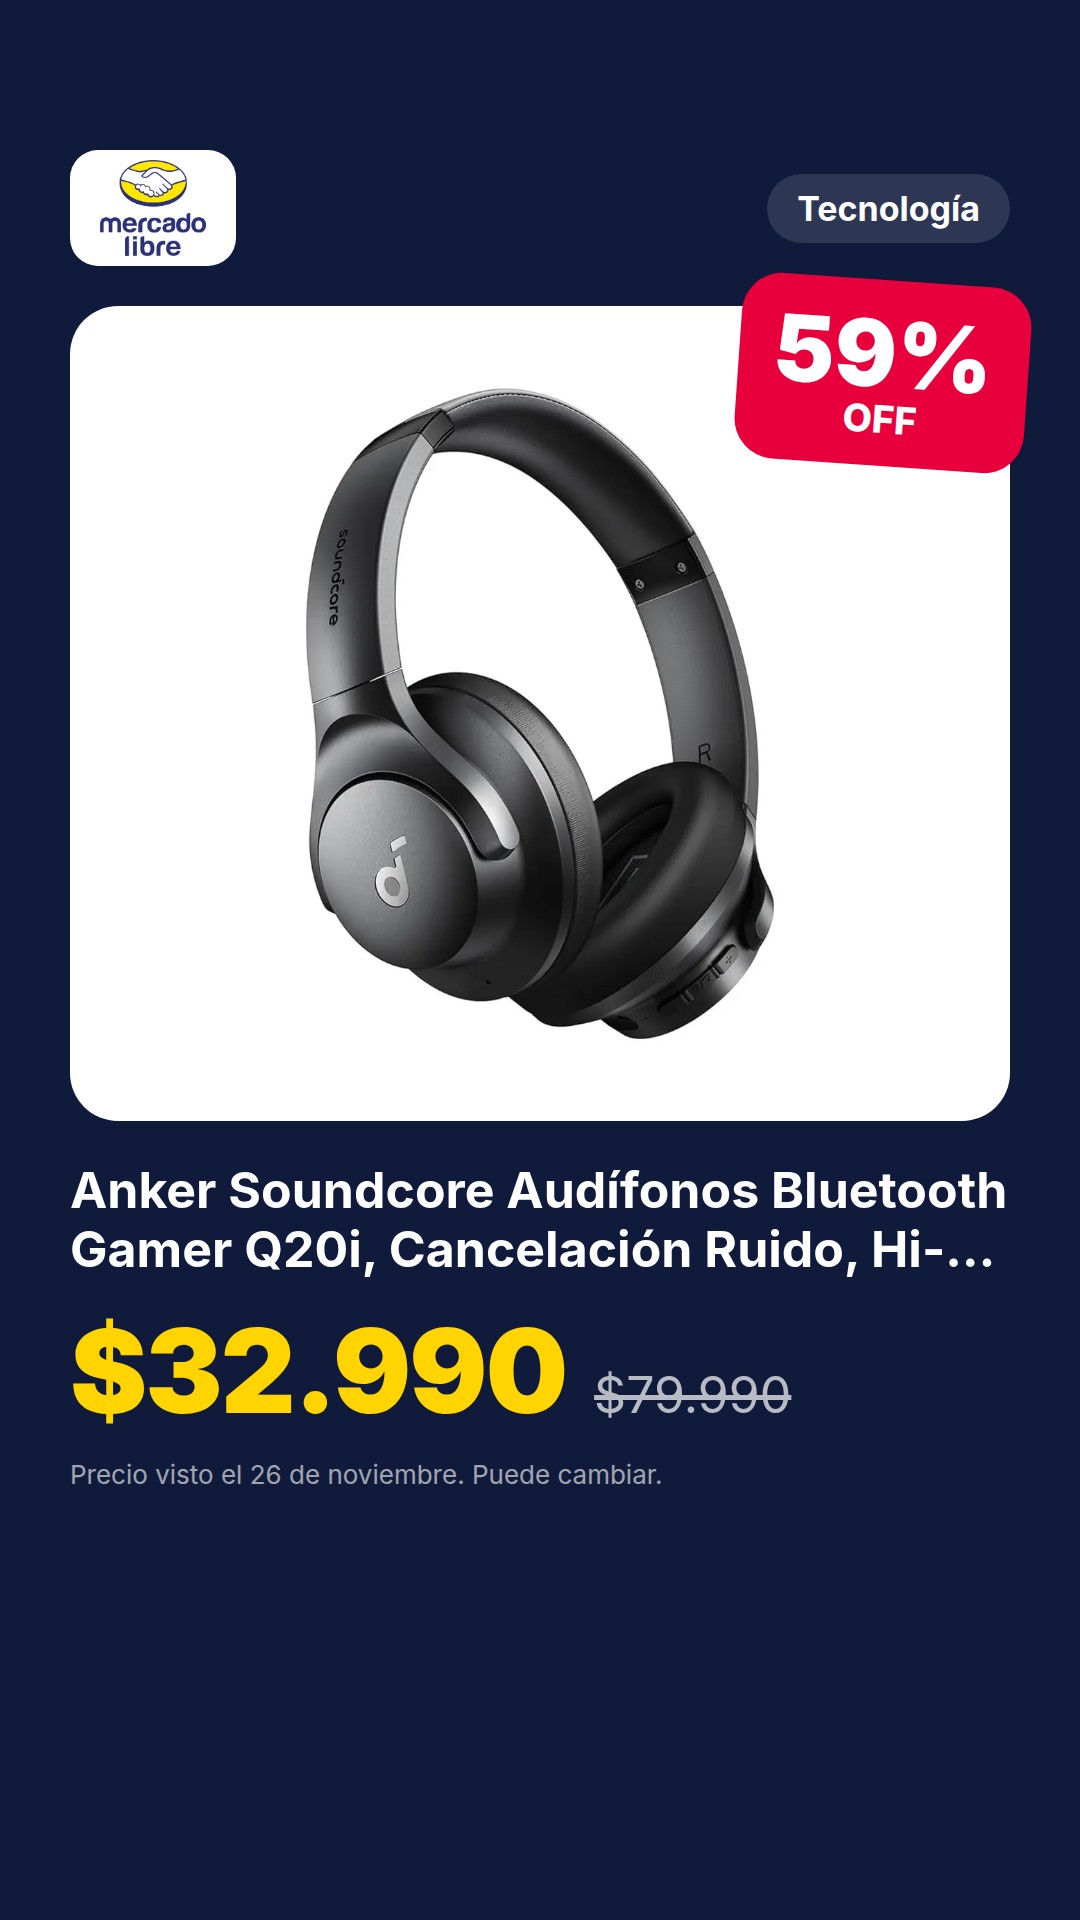 mercado
libre
Tecnología
59%
OFF
soundcore
R
Anker Soundcore Audífonos Bluetooth
Gamer Q20i, Cancelación Ruido, Hi-...
$32.990 $79.990
Precio visto el 26 de noviembre. Puede cambiar.